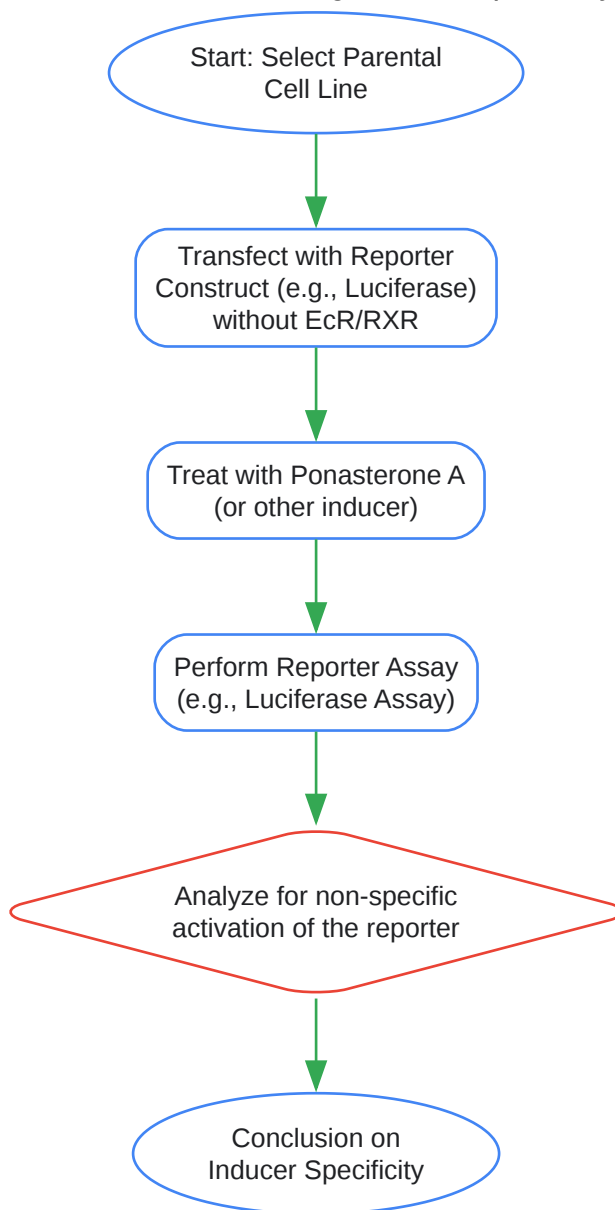 Start: Select Parental
Cell Line
Transfect with Reporter
Construct (e.g., Luciferase)
without EcR/RXR
Treat with Ponasterone A
(or other inducer)
Perform Reporter Assay
(e.g., Luciferase Assay)
Analyze for non-specific
activation of the reporter
Conclusion on
Inducer Specificity